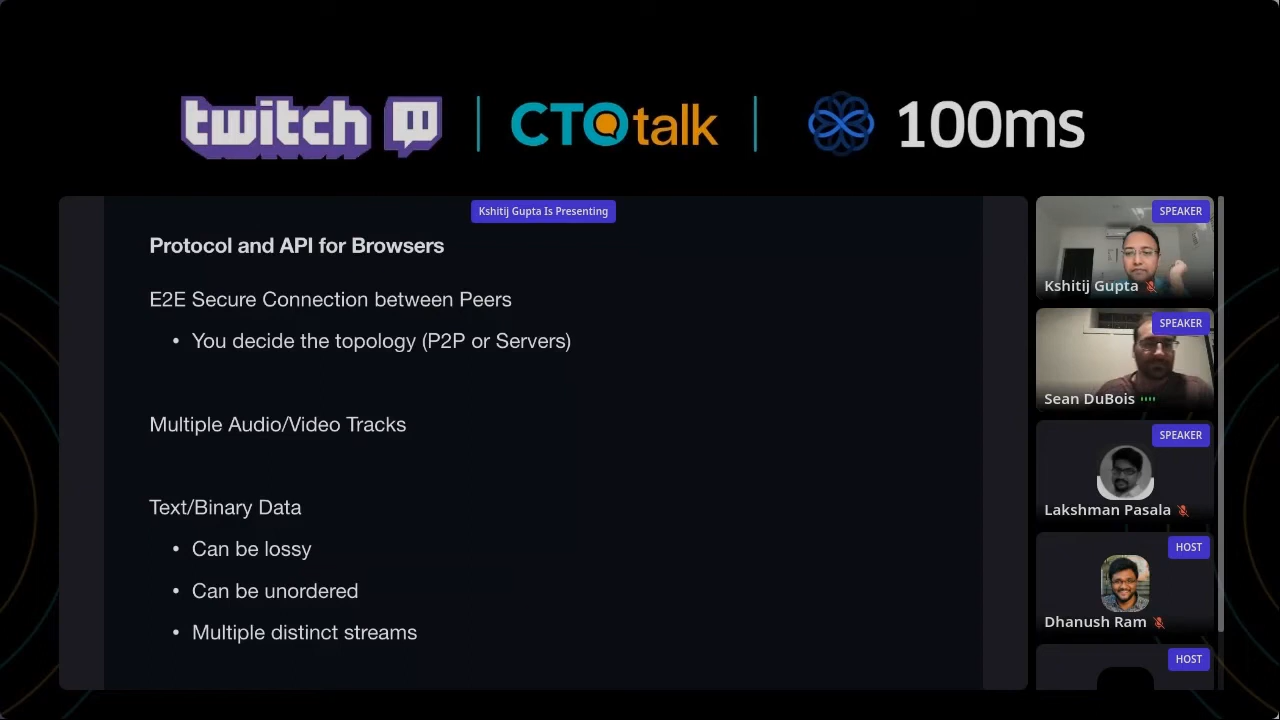 twitch
CTOtalk
100ms
Kshitij Gupta Is Presenting
Protocol and API for Browsers
E2E Secure Connection between Peers
• You decide the topology (P2P or Servers)
Multiple Audio/Video Tracks
Text/Binary Data
• Can be lossy
• Can be unordered
• Multiple distinct streams
SPEAKER
Kshitij Gupta
SPEAKER
Sean DuBois
SPEAKER
Lakshman Pasala
HOST
Dhanush Ram
HOST